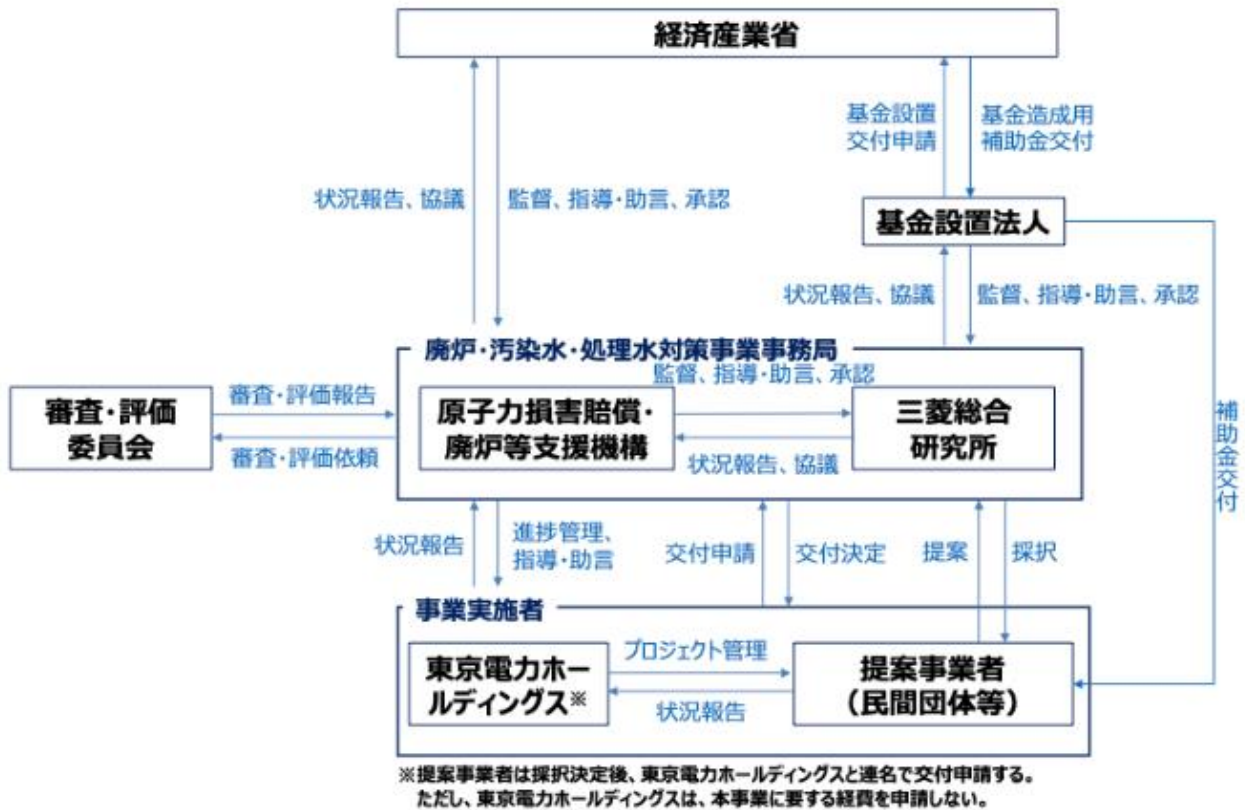 経済産業省
基金設置
交付申請
基金造成用
補助金交付
状況報告、協議
監督、指導・助言、承認
基金設置法人
状況報告、協議
監督、指導・助言、承認
廃炉・汚染水・処理水対策事業事務局
監督、指導・助言、承認
審査・評価
委員会
審査・評価報告
審査・評価依頼
原子力損害賠償・
廃炉等支援機構
三菱総合
研究所
状況報告、協議
補助金交付
状況報告
進捗管理、
指導・助言
交付申請
交付決定
提案
採択
事業実施者
東京電力ホー
ルディングス※
プロジェクト管理
状況報告
提案事業者
（民間団体等）
※提案事業者は採択決定後、東京電力ホールディングスと連名で交付申請する。
ただし、東京電力ホールディングスは、本事業に要する経費を申請しない。